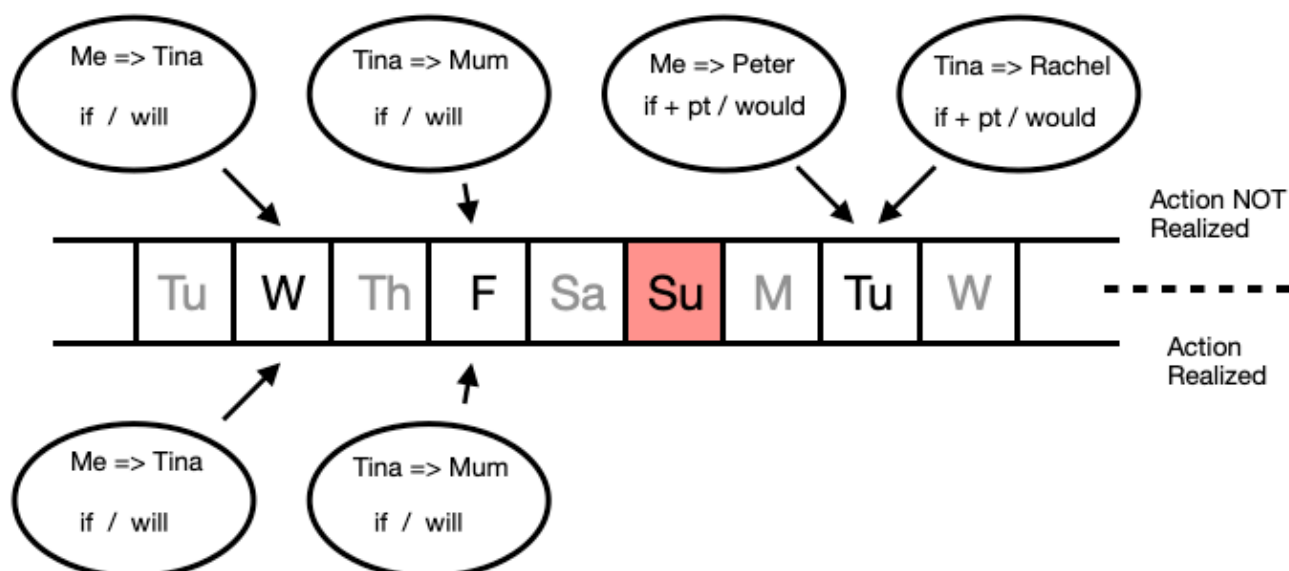 Me => Tina
if / will
Tina => Mum
if / will
Me => Peter
if + pt / would
Tina => Rachel
if + pt / would
Action NOT
Realized
Tu W Th F Sa Su M Tu W
Action
Realized
Me => Tina
if / will
Tina => Mum
if / will